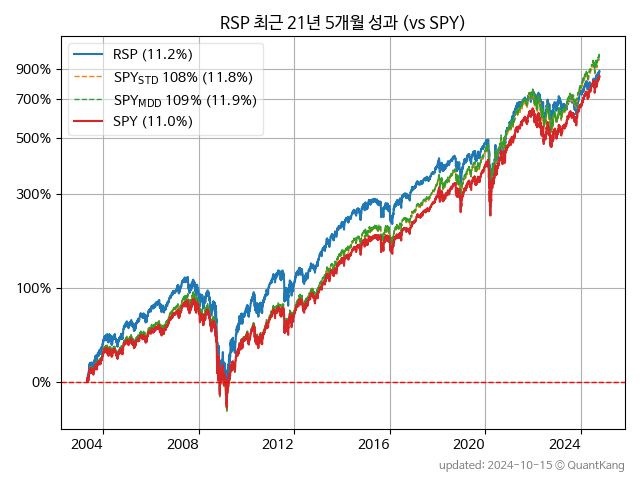 RSP 최근 21년 5개월 성과 (vs SPY)
RSP (11.2%)
SPY_STD 108% (11.8%)
SPY_MDD 109% (11.9%)
SPY (11.0%)
900%
700%
500%
300%
100%
0%
2004 2008 2012 2016 2020 2024
updated: 2024-10-15 © QuantKang